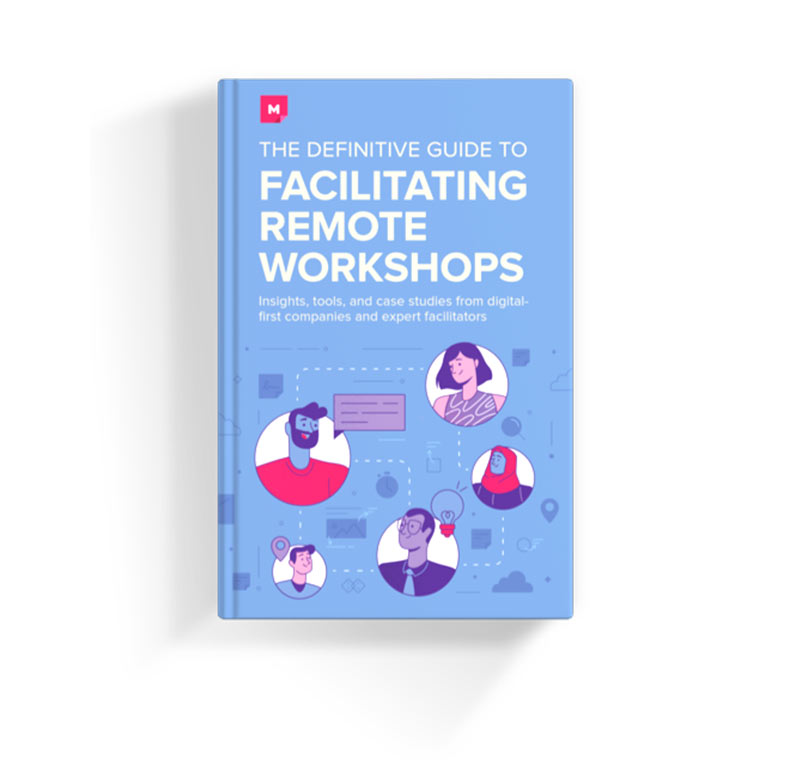 M
THE DEFINITIVE GUIDE TO
FACILITATING
REMOTE
WORKSHOPS
Insights, tools, and case studies from digital-
first companies and expert facilitators